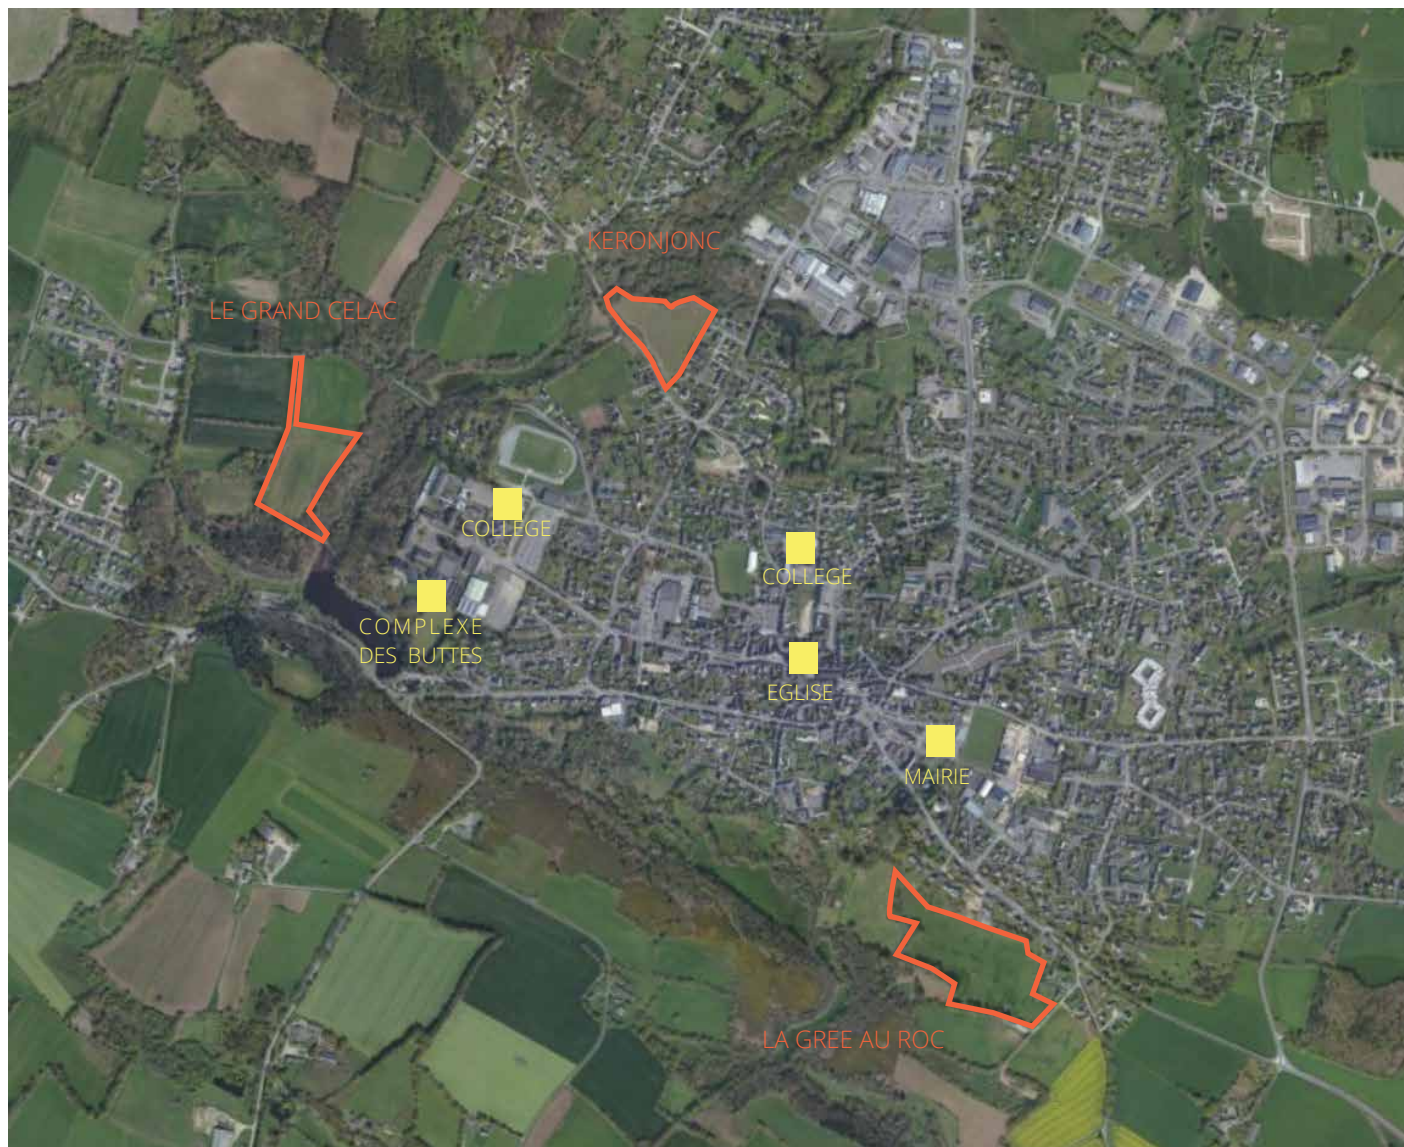 KERONJONC
LE GRAND CELAC
COLLEGE
COLLEGE
COMPLEXE
DES BUTTES
EGLISE
MAIRIE
LA GREE AU ROC